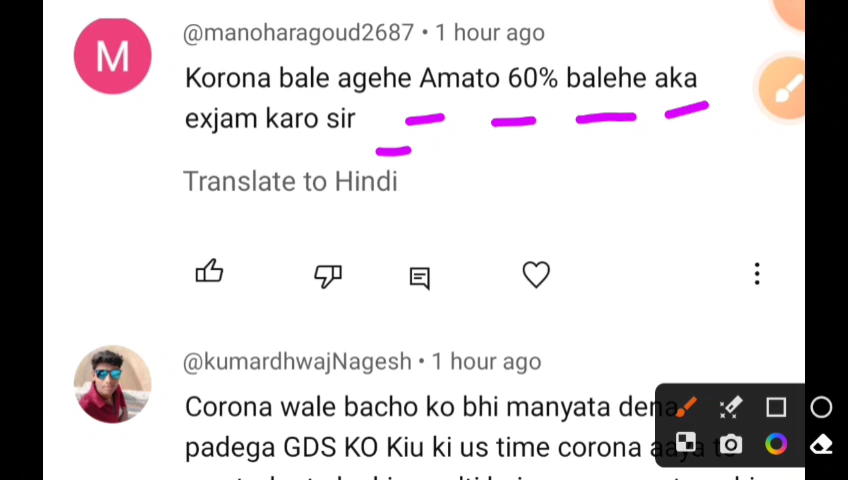 M
@manoharagoud2687 • 1 hour ago
Korona bale agehe Amato 60% balehe aka
exjam karo sir
Translate to Hindi
@kumardhwajNagesh • 1 hour ago
Corona wale bacho ko bhi manyata dena
padega GDS KO Kiu ki us time corona aaya to